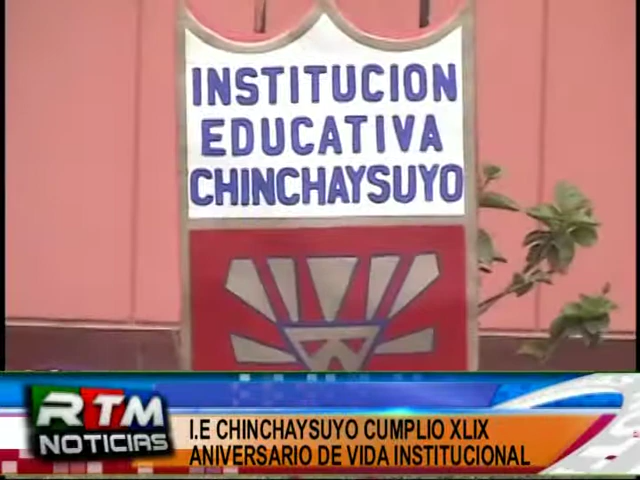 INSTITUCION
EDUCATIVA
CHINCHAYSUYO
RTM
NOTICIAS
I.E CHINCHAYSUYO CUMPLIO XLIX
ANIVERSARIO DE VIDA INSTITUCIONAL